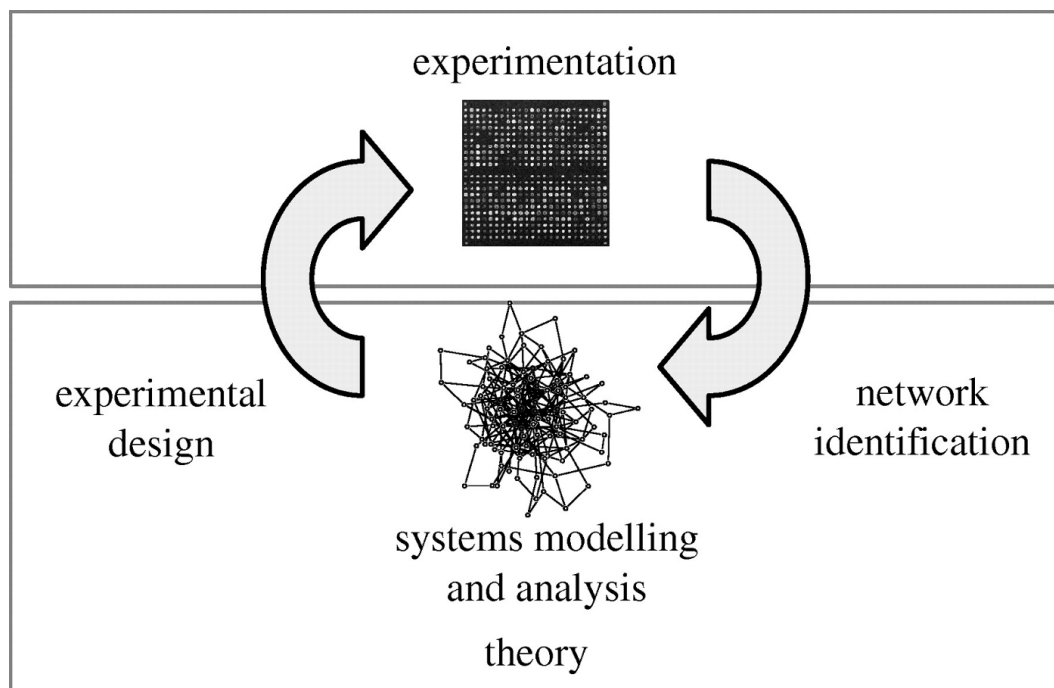 experimentation
experimental
design
network
identification
systems modelling
and analysis
theory